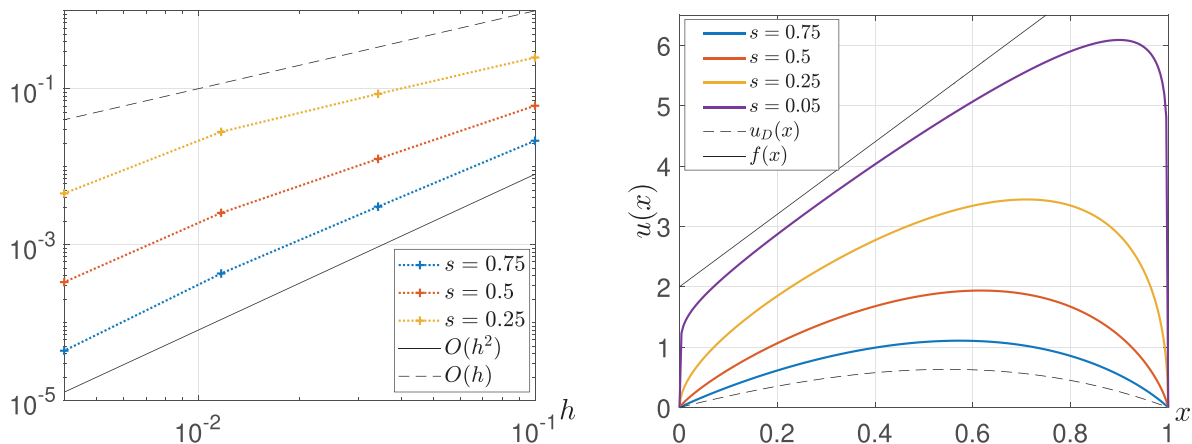 10^{-1}
10^{-3}
10^{-5}
10^{-2}
10^{-1}
h
s = 0.75
s = 0.5
s = 0.25
O(h^2)
O(h)
u(x)
6
5
4
3
2
1
0
0
0.2
0.4
0.6
0.8
1
x
s = 0.75
s = 0.5
s = 0.25
s = 0.05
u_D(x)
f(x)